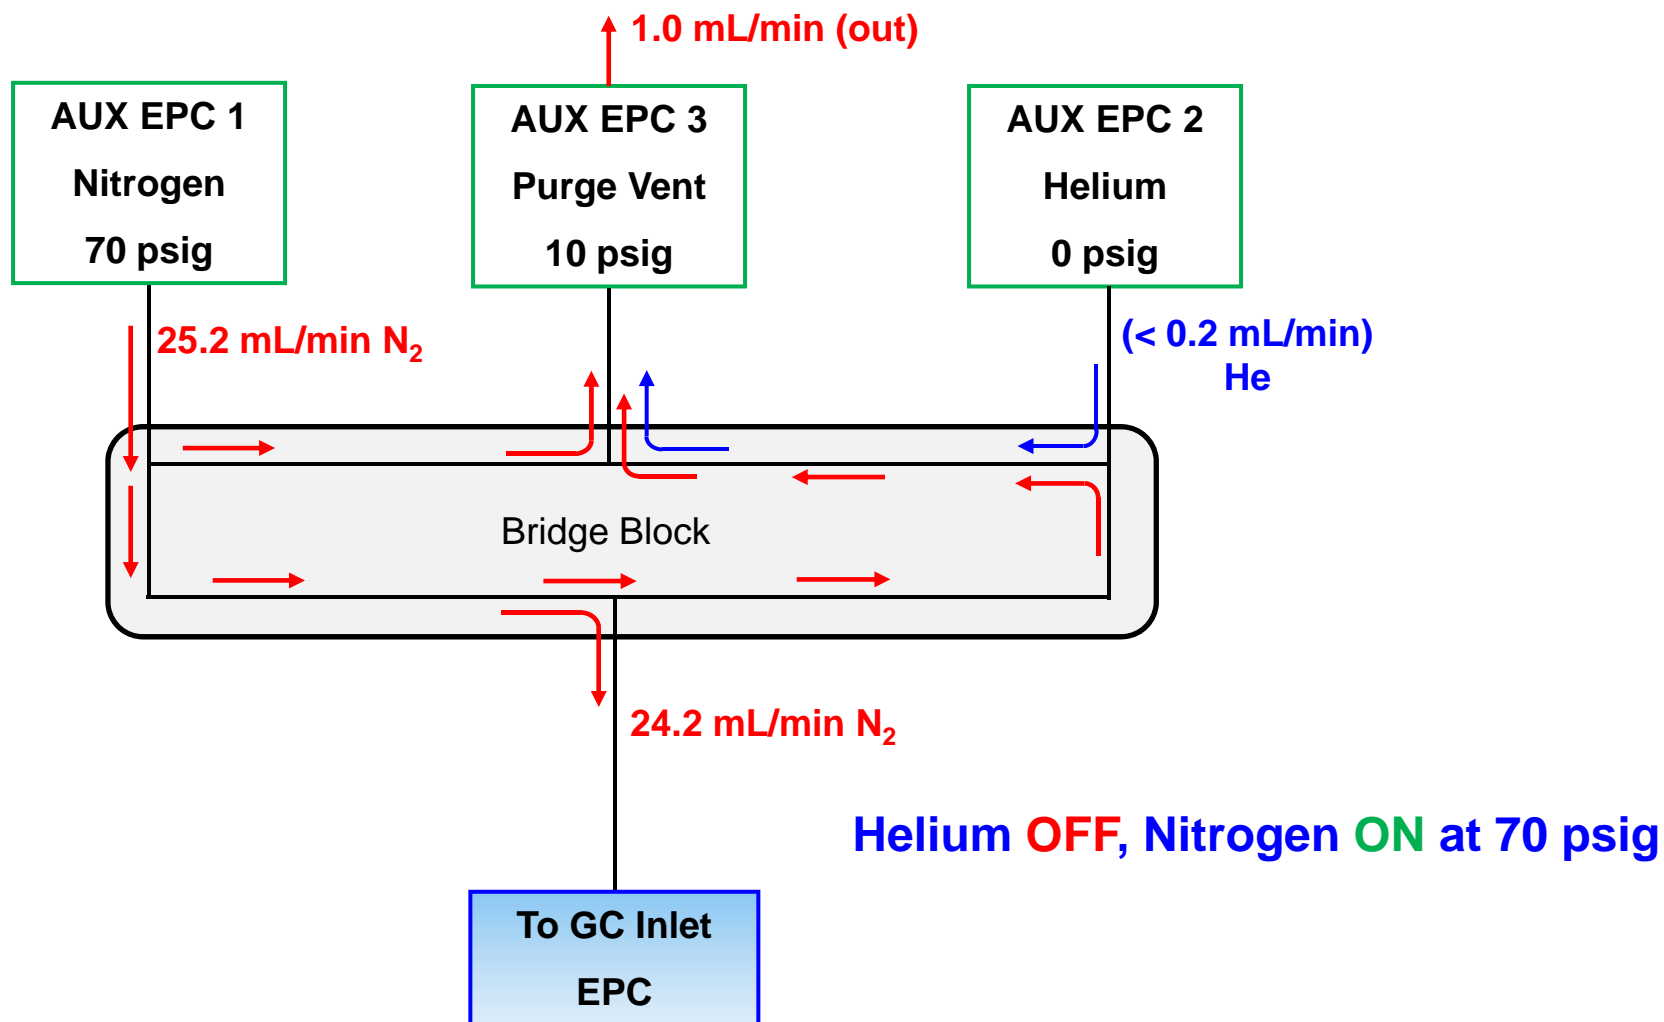 1.0 mL/min (out)
AUX EPC 1
Nitrogen
70 psig
AUX EPC 3
Purge Vent
10 psig
AUX EPC 2
Helium
0 psig
25.2 mL/min N₂
(< 0.2 mL/min)
He
Bridge Block
24.2 mL/min N₂
Helium OFF, Nitrogen ON at 70 psig
To GC Inlet
EPC